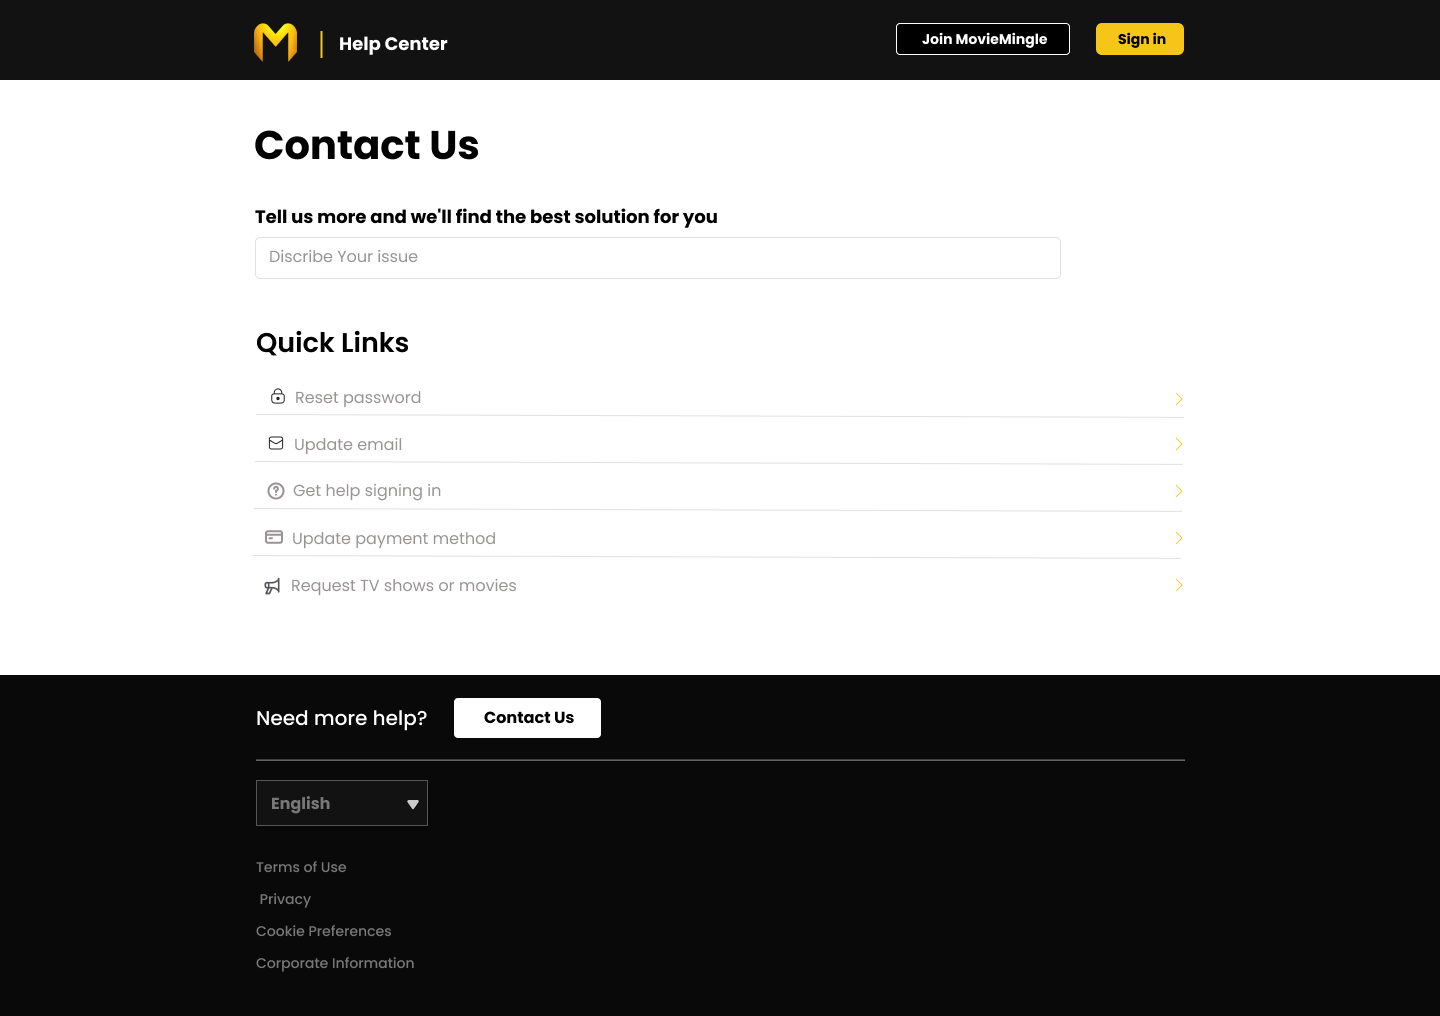 M | Help Center
Join MovieMingle
Sign in
Contact Us
Tell us more and we'll find the best solution for you
Discribe Your issue
Quick Links
Reset password
Update email
Get help signing in
Update payment method
Request TV shows or movies
Need more help?
Contact Us
English
Terms of Use
Privacy
Cookie Preferences
Corporate Information